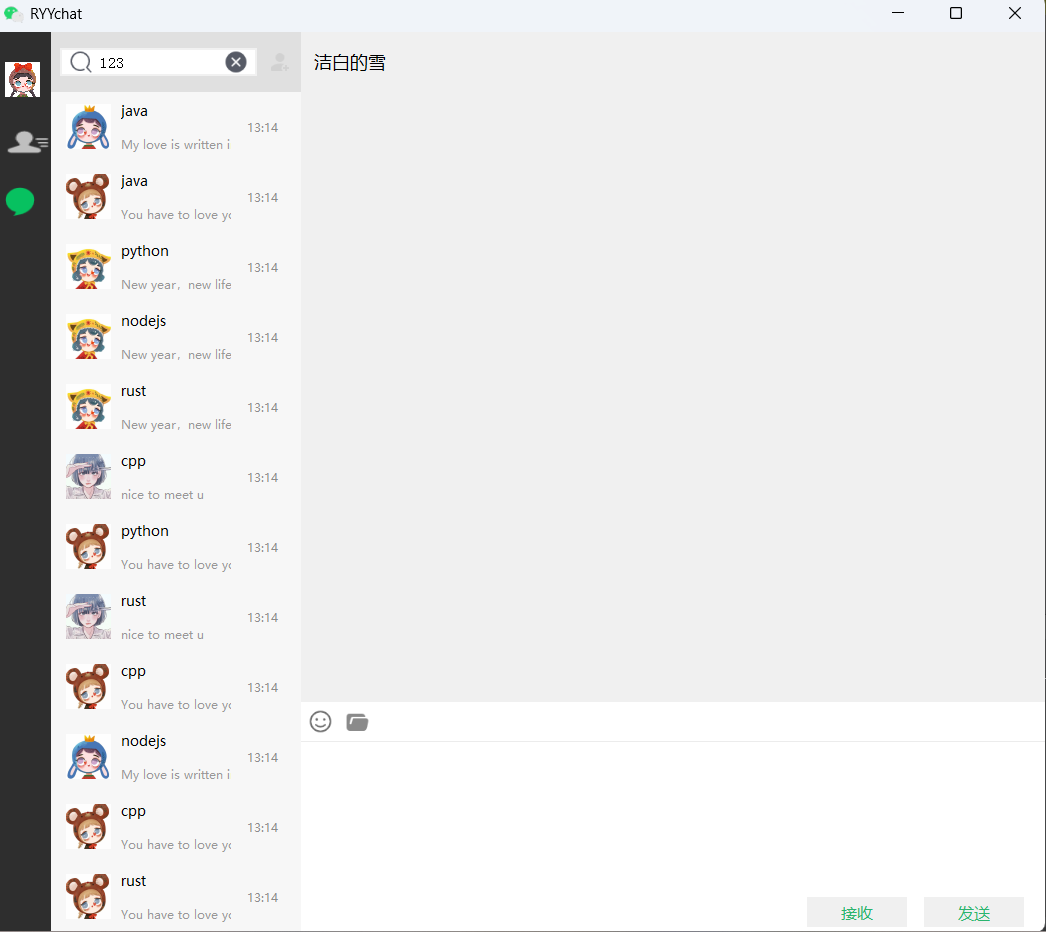 RYYchat
123
洁白的雪
java
13:14
My love is written i
java
13:14
You have to love yo
python
13:14
New year，new life
nodejs
13:14
New year，new life
rust
13:14
New year，new life
cpp
13:14
nice to meet u
python
13:14
You have to love yo
rust
13:14
nice to meet u
cpp
13:14
You have to love yo
nodejs
13:14
My love is written i
cpp
13:14
You have to love yo
rust
13:14
You have to love yo
接收
发送